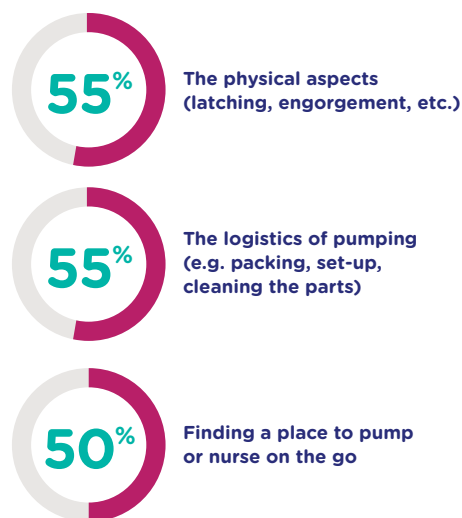 55%
The physical aspects
(latching, engorgement, etc.)
55%
The logistics of pumping
(e.g. packing, set-up,
cleaning the parts)
50%
Finding a place to pump
or nurse on the go